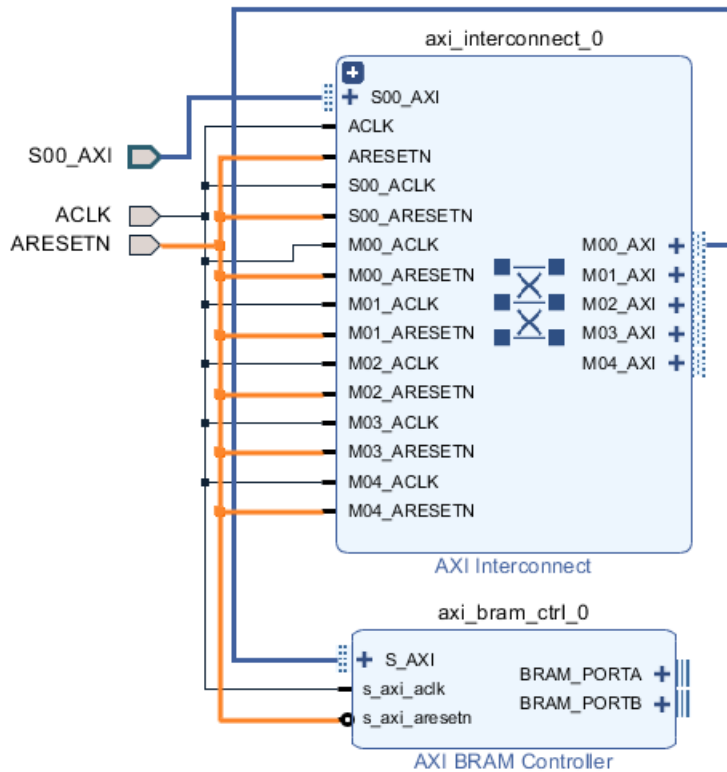 axi_interconnect_0
S00_AXI
ACLK
ARESETN
S00_AXI
ACLK
ARESETN
S00_ACLK
S00_ARESETN
M00_ACLK
M00_ARESETN
M01_ACLK
M01_ARESETN
M02_ACLK
M02_ARESETN
M03_ACLK
M03_ARESETN
M04_ACLK
M04_ARESETN
M00_AXI
M01_AXI
M02_AXI
M03_AXI
M04_AXI
AXI Interconnect
axi_bram_ctrl_0
S_AXI
s_axi_aclk
s_axi_aresetn
BRAM_PORTA
BRAM_PORTB
AXI BRAM Controller